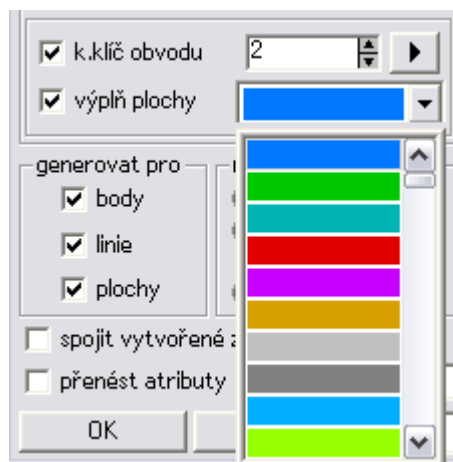 k.klíč obvodu 2
výplň plochy
generovat pro
body
linie
plochy
spojit vytvořené
přenést atributy
OK